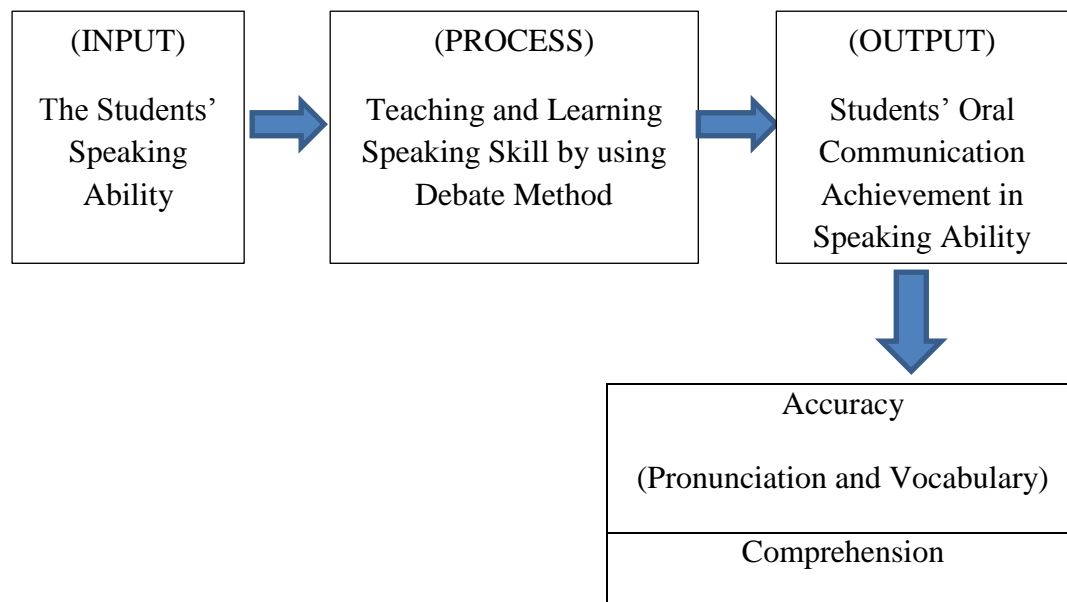 (INPUT)
The Students’
Speaking
Ability
(PROCESS)
Teaching and Learning
Speaking Skill by using
Debate Method
(OUTPUT)
Students’ Oral
Communication
Achievement in
Speaking Ability
Accuracy
(Pronunciation and Vocabulary)
Comprehension